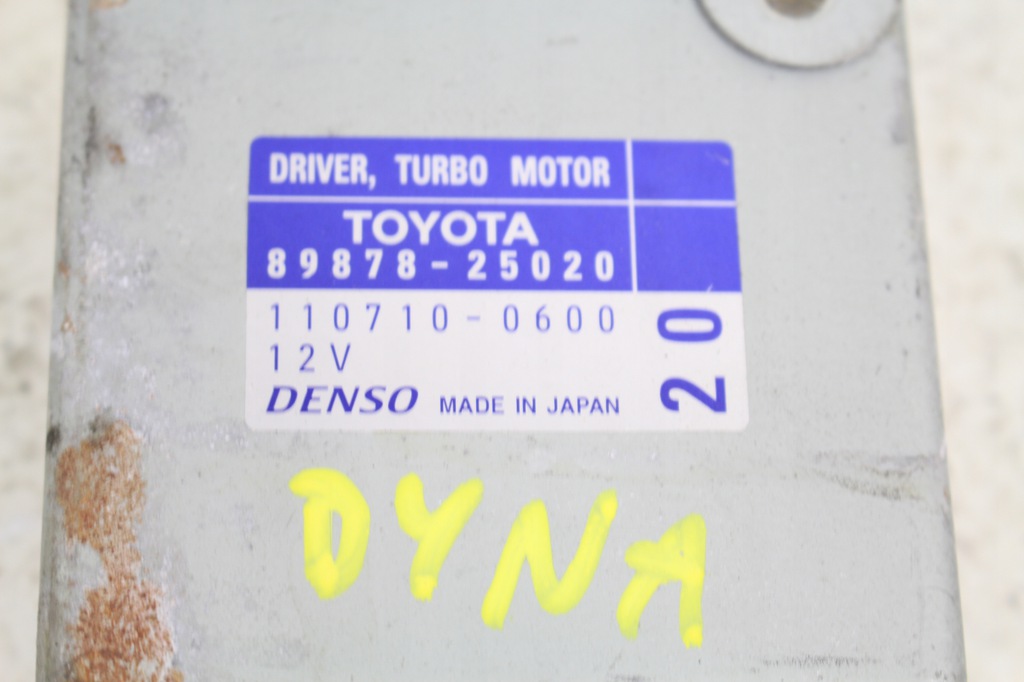 DRIVER, TURBO MOTOR
TOYOTA
89878-25020
110710-0600
12V
DENSO MADE IN JAPAN
20
DYNA